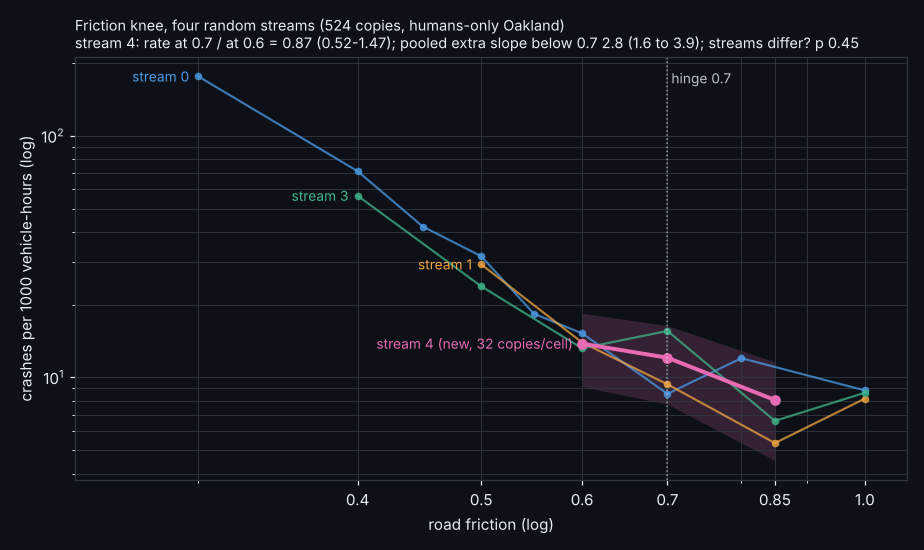 Friction knee, four random streams (524 copies, humans-only Oakland)
stream 4: rate at 0.7 / at 0.6 = 0.87 (0.52-1.47); pooled extra slope below 0.7 2.8 (1.6 to 3.9); streams differ? p 0.45
stream 0
hinge 0.7
10²
stream 3
stream 1
stream 4 (new, 32 copies/cell)
10¹
crashes per 1000 vehicle-hours (log)
0.4
0.5
0.6
0.7
0.85
1.0
road friction (log)